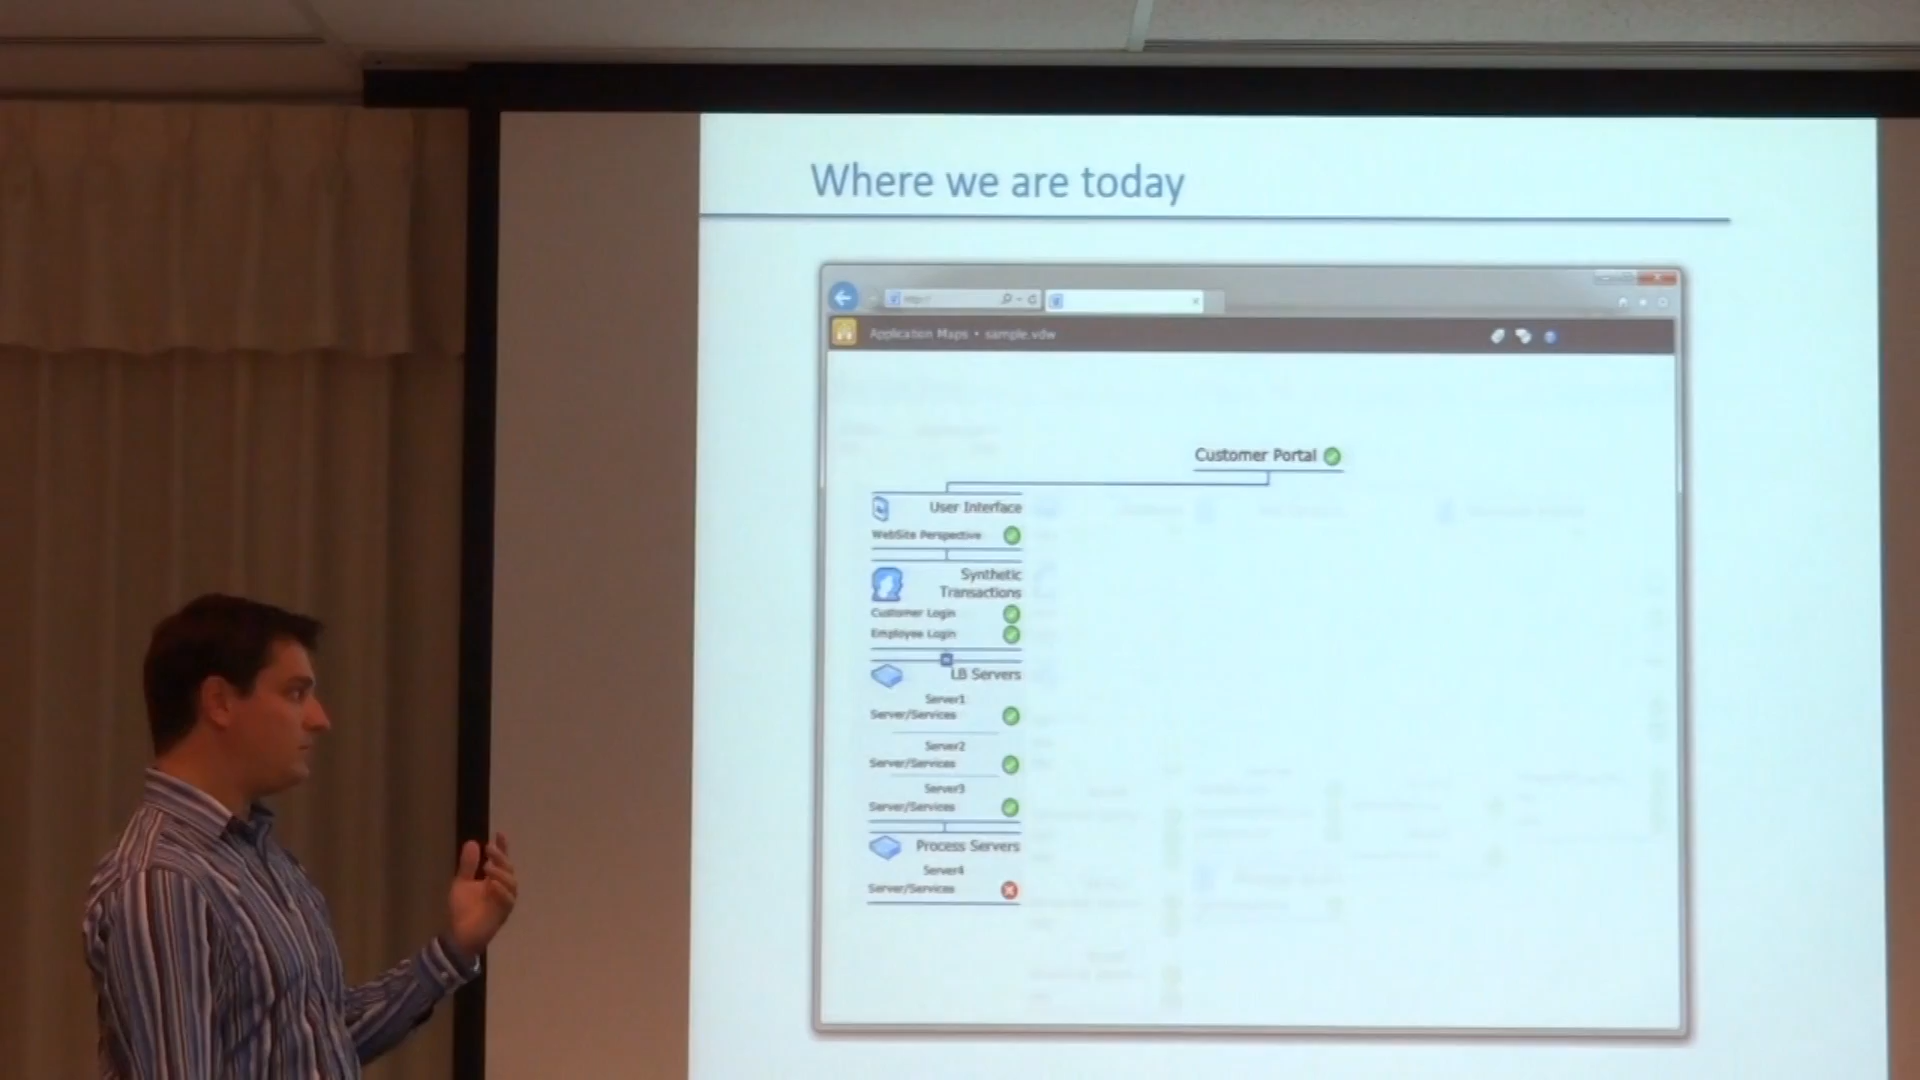 Where we are today
http://
Application Maps • sample.vdw
Customer Portal
User Interface
WebSite Perspective
Synthetic
Transactions
Customer Login
Employee Login
LB Servers
Server1
Server/Services
Server2
Server/Services
Server3
Server/Services
Process Servers
Server4
Server/Services